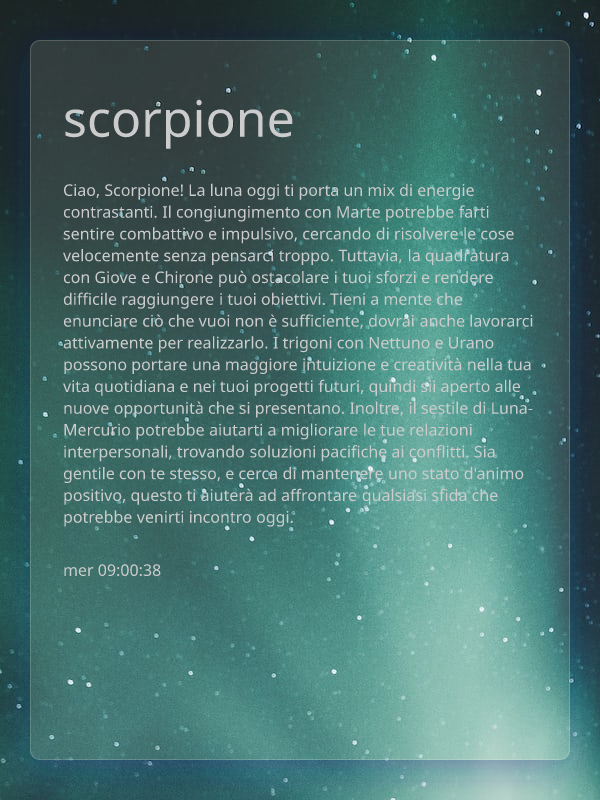 scorpione
Ciao, Scorpione! La luna oggi ti porta un mix di energie
contrastanti. Il congiungimento con Marte potrebbe farti
sentire combattivo e impulsivo, cercando di risolvere le cose
velocemente senza pensarci troppo. Tuttavia, la quadratura
con Giove e Chirone può ostacolare i tuoi sforzi e rendere
difficile raggiungere i tuoi obiettivi. Tieni a mente che
enunciare ciò che vuoi non è sufficiente, dovrai anche lavorarci
attivamente per realizzarlo. I trigoni con Nettuno e Urano
possono portare una maggiore intuizione e creatività nella tua
vita quotidiana e nei tuoi progetti futuri, quindi sii aperto alle
nuove opportunità che si presentano. Inoltre, il sestile di Luna-
Mercurio potrebbe aiutarti a migliorare le tue relazioni
interpersonali, trovando soluzioni pacifiche ai conflitti. Sia
gentile con te stesso, e cerca di mantenere uno stato d'animo
positivo, questo ti aiuterà ad affrontare qualsiasi sfida che
potrebbe venirti incontro oggi.
mer 09:00:38